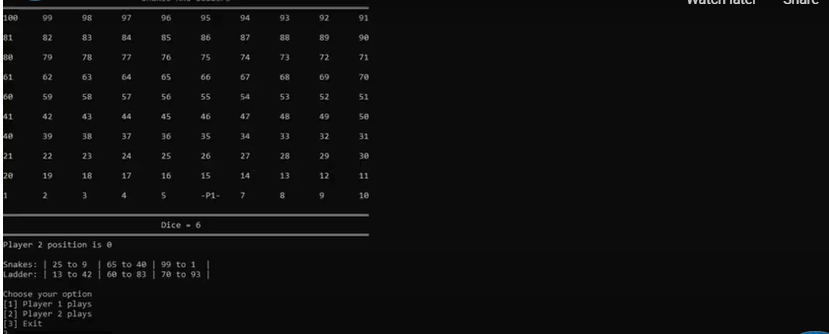 Watch later Share
100 99 98 97 96 95 94 93 92 91
81 82 83 84 85 86 87 88 89 90
80 79 78 77 76 75 74 73 72 71
61 62 63 64 65 66 67 68 69 70
60 59 58 57 56 55 54 53 52 51
41 42 43 44 45 46 47 48 49 50
40 39 38 37 36 35 34 33 32 31
21 22 23 24 25 26 27 28 29 30
20 19 18 17 16 15 14 13 12 11
1 2 3 4 5 -P1- 7 8 9 10
Dice = 6
Player 2 position is 0
Snakes: | 25 to 9 | 65 to 40 | 99 to 1 |
Ladder: | 13 to 42 | 60 to 83 | 70 to 93 |
Choose your option
[1] Player 1 plays
[2] Player 2 plays
[3] Exit